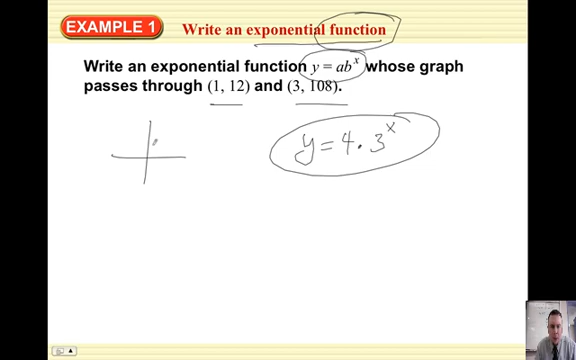 EXAMPLE 1 Write an exponential function
Write an exponential function y = ab^x whose graph
passes through (1, 12) and (3, 108).
y = 4 · 3^x